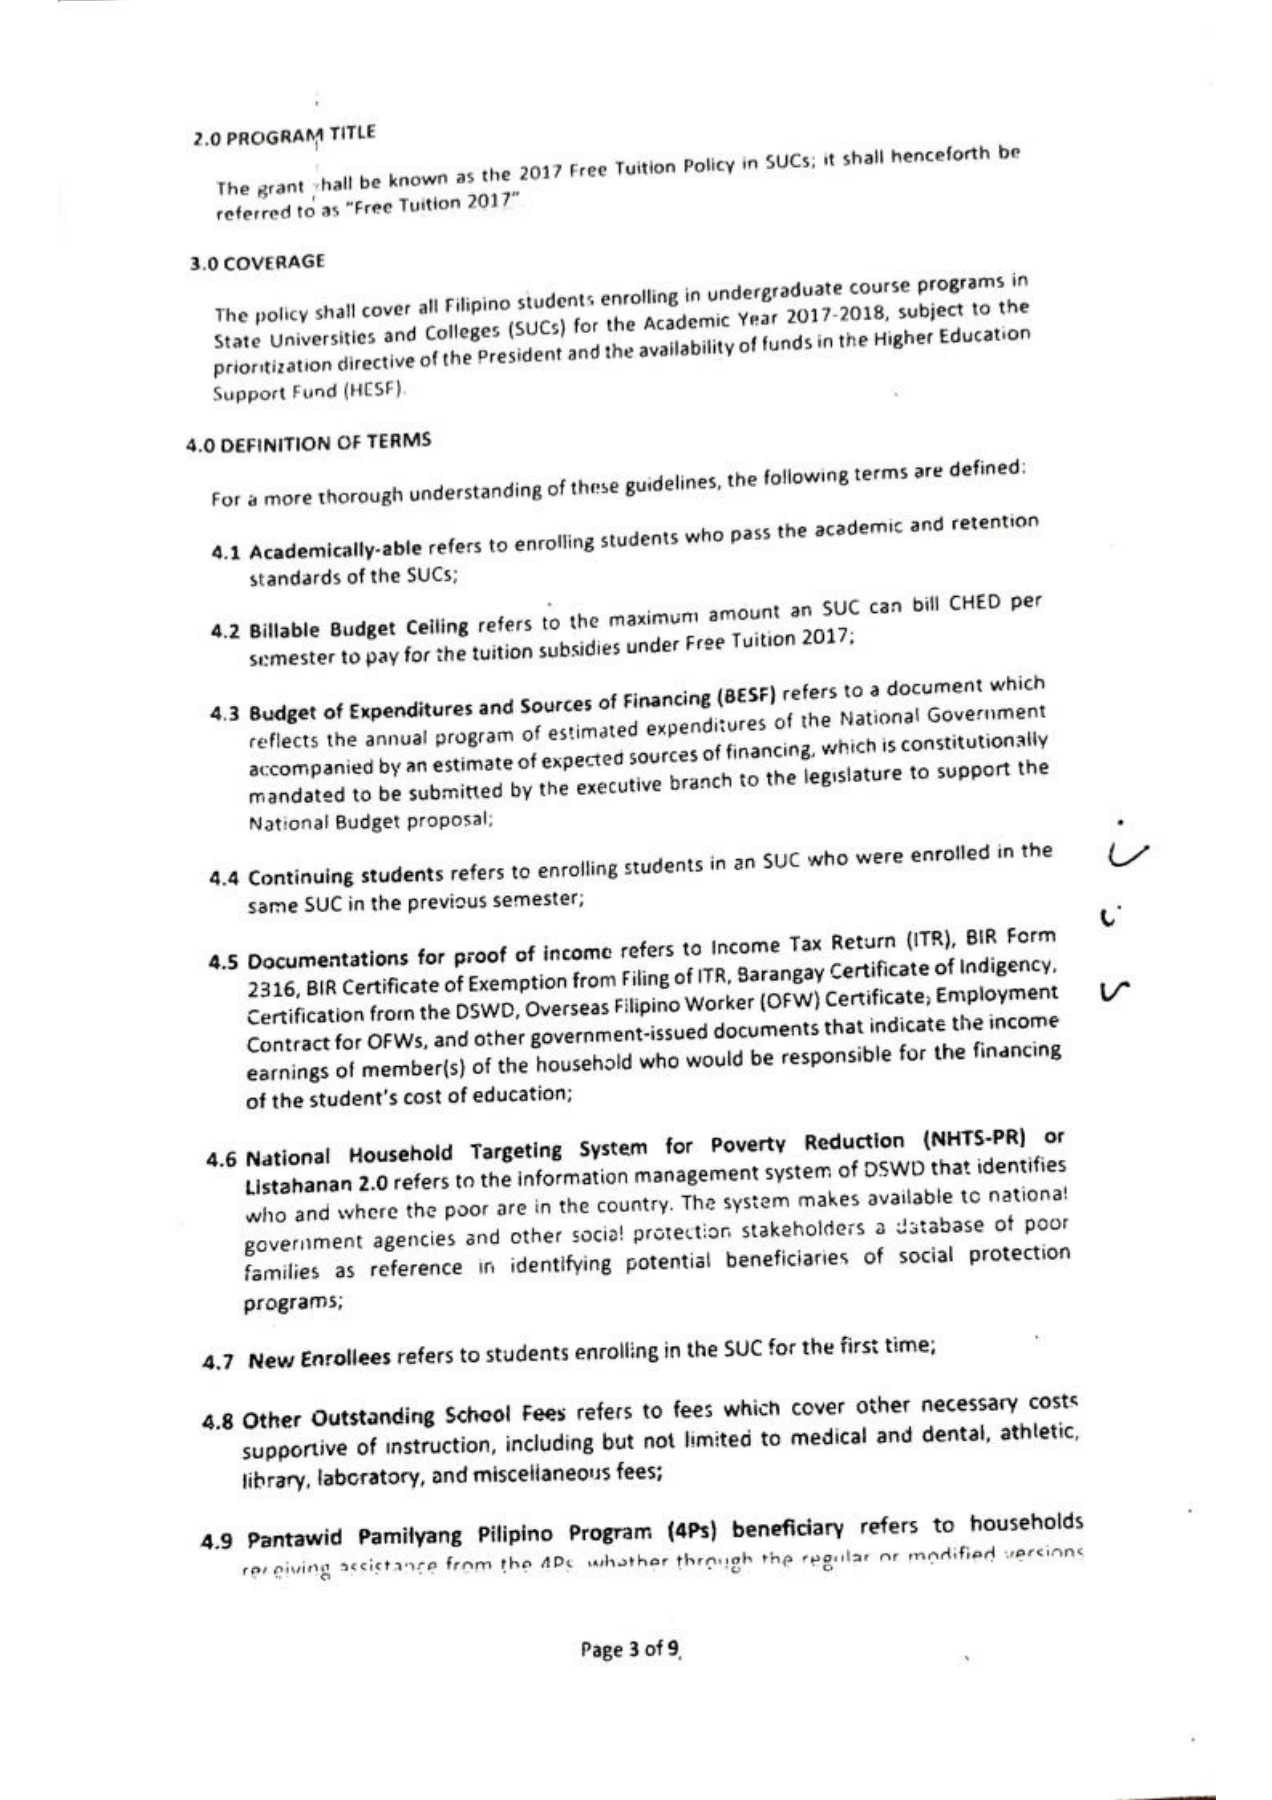 2.0 PROGRAM TITLE
The grant shall be known as the 2017 Free Tuition Policy in SUCs; it shall henceforth be
referred to as "Free Tuition 2017"
3.0 COVERAGE
The policy shall cover all Filipino students enrolling in undergraduate course programs in
State Universities and Colleges (SUCs) for the Academic Year 2017-2018, subject to the
prioritization directive of the President and the availability of funds in the Higher Education
Support Fund (HESF).
4.0 DEFINITION OF TERMS
For a more thorough understanding of these guidelines, the following terms are defined:
4.1 Academically-able refers to enrolling students who pass the academic and retention
standards of the SUCs;
4.2 Billable Budget Ceiling refers to the maximum amount an SUC can bill CHED per
semester to pay for the tuition subsidies under Free Tuition 2017;
4.3 Budget of Expenditures and Sources of Financing (BESF) refers to a document which
reflects the annual program of estimated expenditures of the National Government
accompanied by an estimate of expected sources of financing, which is constitutionally
mandated to be submitted by the executive branch to the legislature to support the
National Budget proposal;
4.4 Continuing students refers to enrolling students in an SUC who were enrolled in the
same SUC in the previous semester;
4.5 Documentations for proof of income refers to Income Tax Return (ITR), BIR Form
2316, BIR Certificate of Exemption from Filing of ITR, Barangay Certificate of Indigency,
Certification from the DSWD, Overseas Filipino Worker (OFW) Certificate, Employment
Contract for OFWs, and other government-issued documents that indicate the income
earnings of member(s) of the household who would be responsible for the financing
of the student's cost of education;
4.6 National Household Targeting System for Poverty Reduction (NHTS-PR) or
Listahanan 2.0 refers to the information management system of DSWD that identifies
who and where the poor are in the country. The system makes available to national
government agencies and other social protection stakeholders a database of poor
families as reference in identifying potential beneficiaries of social protection
programs;
4.7 New Enrollees refers to students enrolling in the SUC for the first time;
4.8 Other Outstanding School Fees refers to fees which cover other necessary costs
supportive of instruction, including but not limited to medical and dental, athletic,
library, laboratory, and miscellaneous fees;
4.9 Pantawid Pamilyang Pilipino Program (4Ps) beneficiary refers to households
receiving assistance from the 4Ps whether through the regular or modified versions
Page 3 of 9